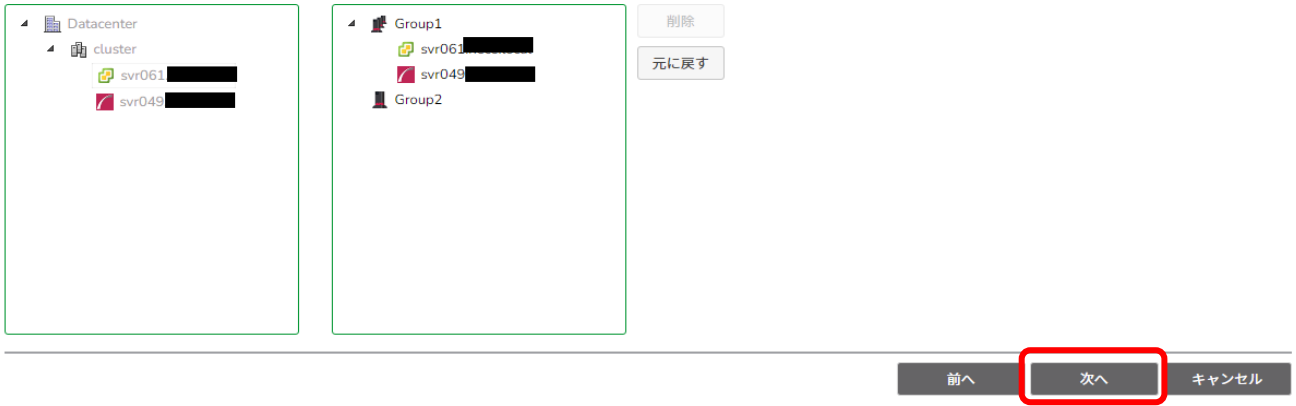 Datacenter
cluster
svr061.
svr049
Group1
svr061
svr049
Group2
削除
元に戻す
前へ
次へ
キャンセル